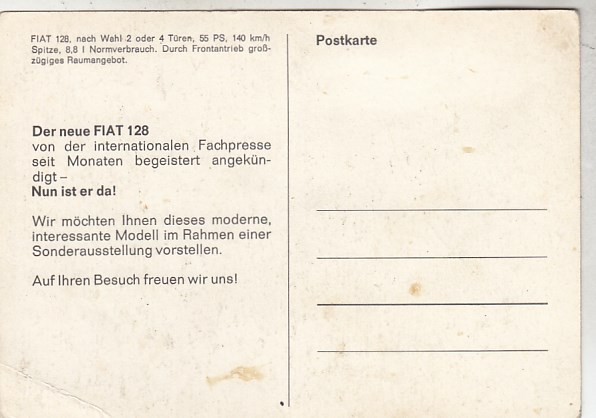 FIAT 128, nach Wahl 2 oder 4 Türen, 55 PS, 140 km/h
Spitze, 8,8 l Normverbrauch. Durch Frontantrieb groß-
zügiges Raumangebot.
Der neue FIAT 128
von der internationalen Fachpresse
seit Monaten begeistert angekün-
digt –
Nun ist er da!
Wir möchten Ihnen dieses moderne,
interessante Modell im Rahmen einer
Sonderausstellung vorstellen.
Auf Ihren Besuch freuen wir uns!
Postkarte